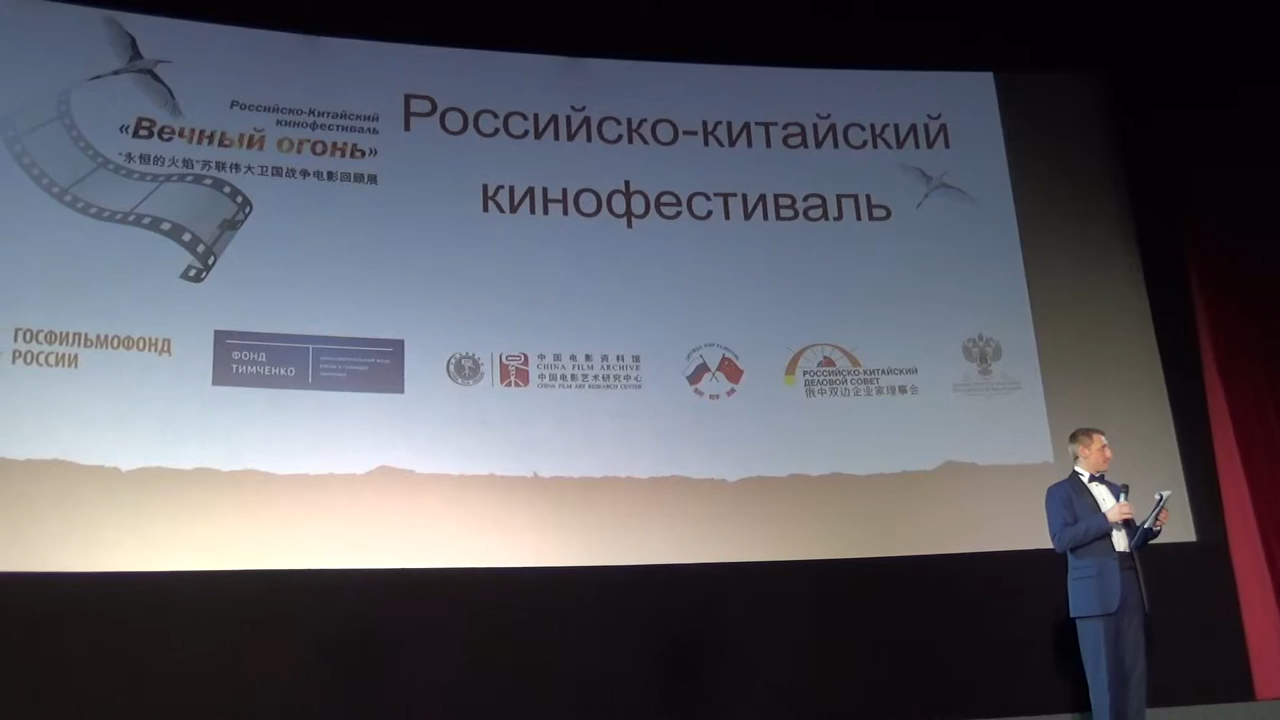 Российско-Китайский
кинофестиваль
«Вечный огонь»
"永恒的火焰"苏联伟大卫国战争电影回顾展
Российско-китайский
кинофестиваль
ГОСФИЛЬМОФОНД
РОССИИ
ФОНД
ТИМЧЕНКО
中国电影资料馆
CHINA FILM ARCHIVE
中国电影艺术研究中心
CHINA FILM ART RESEARCH CENTER
РОССИЙСКО-КИТАЙСКИЙ
ДЕЛОВОЙ СОВЕТ
俄中双边企业家理事会